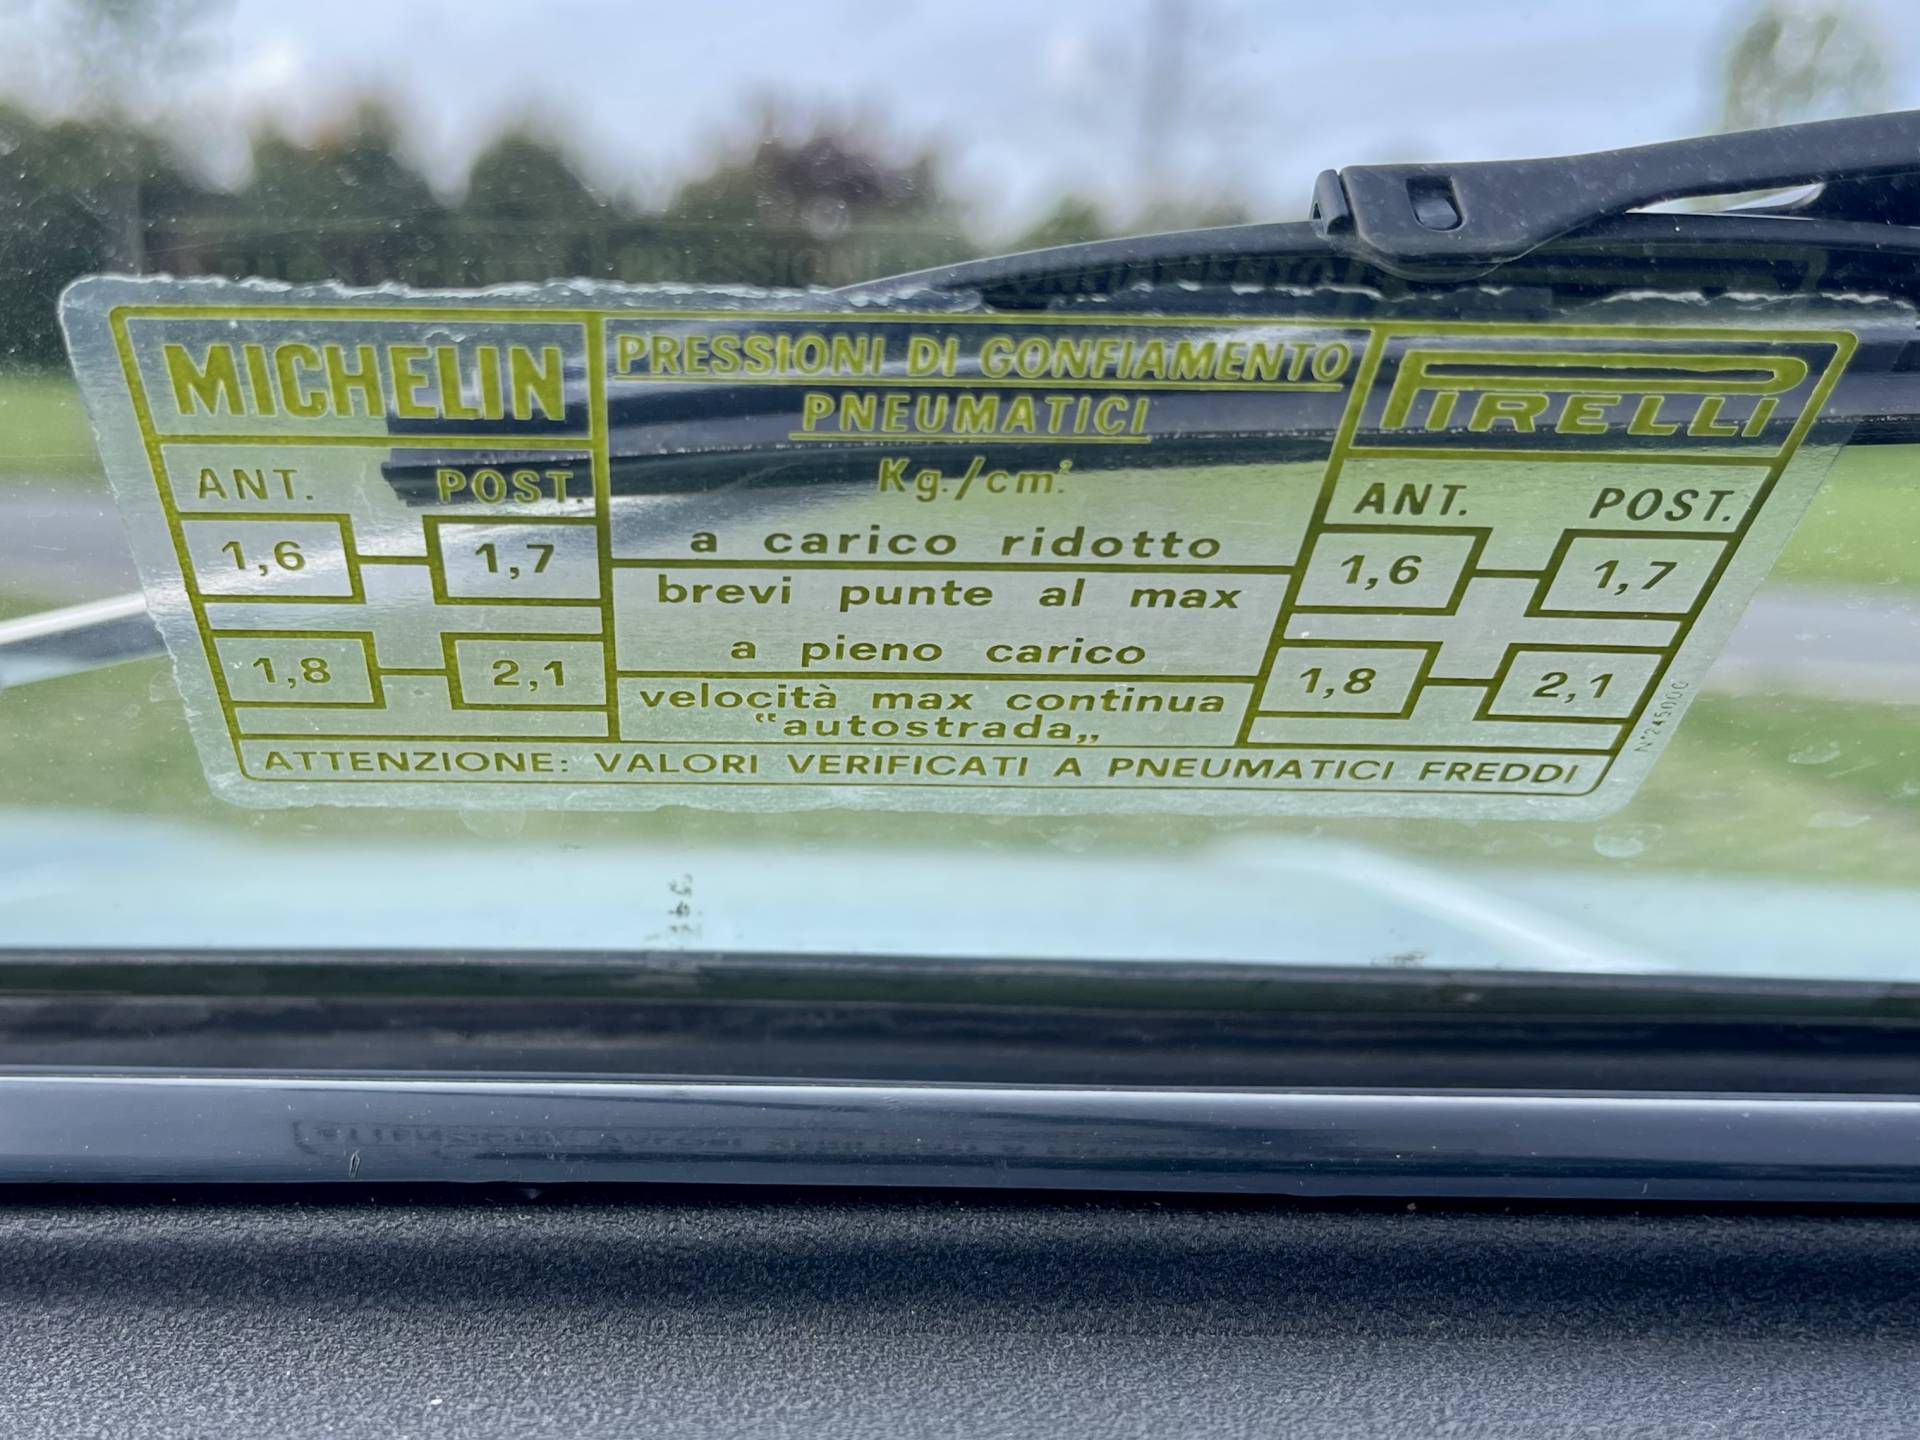 MICHELIN
ANT. POST.
1,6 1,7
1,8 2,1
PRESSIONI DI GONFIAMENTO
PNEUMATICI
Kg./cm²
a carico ridotto
brevi punte al max
a pieno carico
velocità max continua
"autostrada„
PIRELLI
ANT. POST.
1,6 1,7
1,8 2,1
ATTENZIONE: VALORI VERIFICATI A PNEUMATICI FREDDI
N°245000